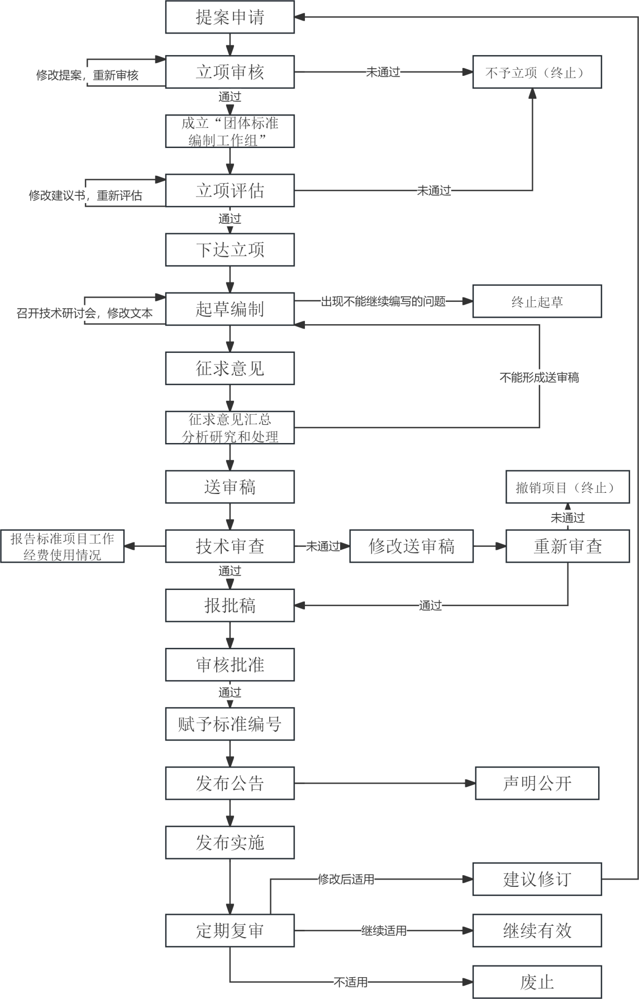 提案申请
修改提案，重新审核
立项审核
未通过
不予立项（终止）
通过
成立“团体标准
编制工作组”
修改建议书，重新评估
立项评估
未通过
通过
下达立项
召开技术研讨会，修改文本
起草编制
出现不能继续编写的问题
终止起草
征求意见
不能形成送审稿
征求意见汇总
分析研究和处理
送审稿
撤销项目（终止）
未通过
报告标准项目工作
经费使用情况
技术审查
未通过
修改送审稿
重新审查
通过
报批稿
通过
审核批准
通过
赋予标准编号
发布公告
声明公开
发布实施
修改后适用
建议修订
定期复审
继续适用
继续有效
不适用
废止